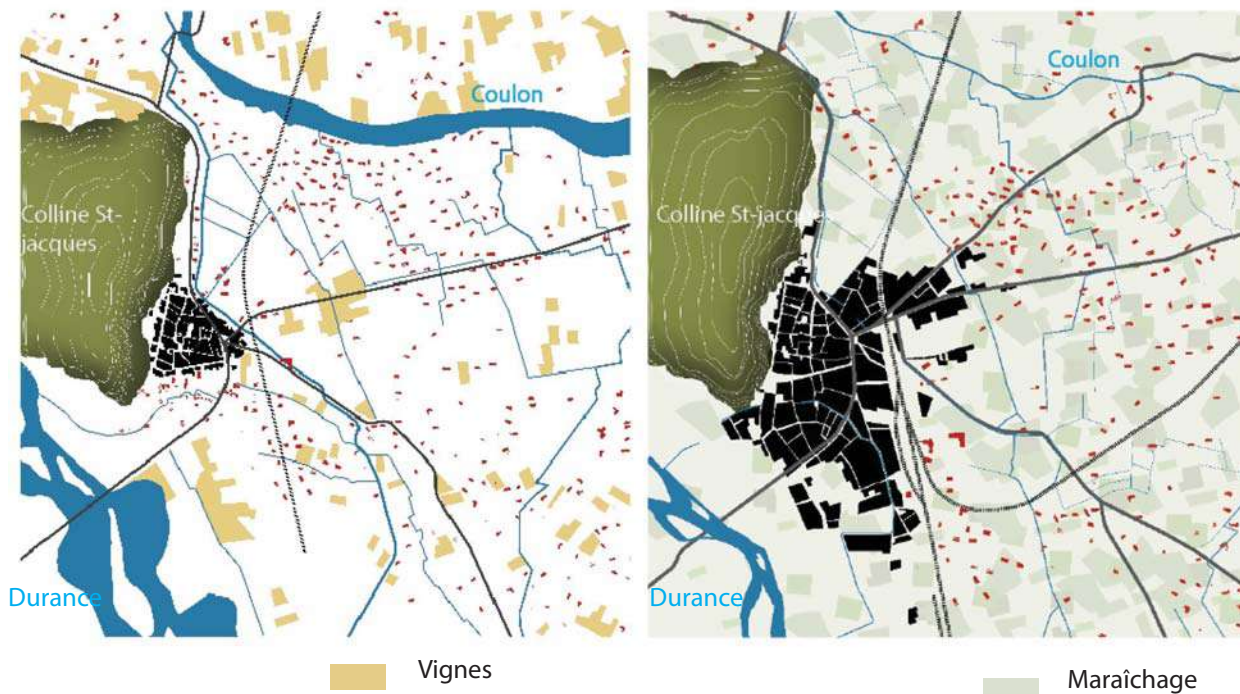 Coulon
Colline St-
jacques
Durance
Vignes
Coulon
Colline St-jacques
Durance
Maraîchage